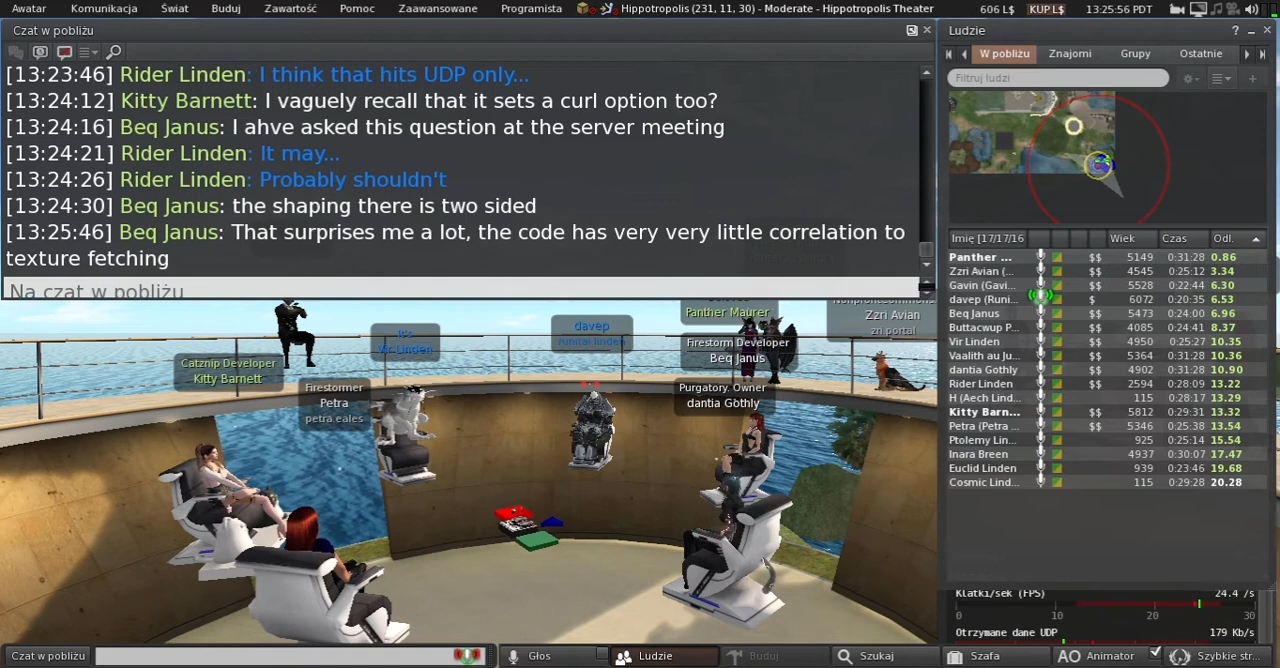 Awatar Komunikacja Świat Buduj Zawartość Pomoc Zaawansowane Programista Hippotropolis (231, 11, 30) - Moderate - Hippotropolis Theater 606 L$ KUP L$ 13:25:56 PDT
Czat w pobliżu
[13:23:46] Rider Linden: I think that hits UDP only...
[13:24:12] Kitty Barnett: I vaguely recall that it sets a curl option too?
[13:24:16] Beq Janus: I ahve asked this question at the server meeting
[13:24:21] Rider Linden: It may...
[13:24:26] Rider Linden: Probably shouldn't
[13:24:30] Beq Janus: the shaping there is two sided
[13:25:46] Beq Janus: That surprises me a lot, the code has very very little correlation to
texture fetching
Na czat w pobliżu
Ludzie
W pobliżu Znajomi Grupy Ostatnie
Filtruj ludzi
Imię [17/17/16 Wiek Czas Odl.
Panther ... $$ 5149 0:31:28 0.86
Zzri Avian (... $$ 4545 0:25:12 3.34
Gavin (Gavi... $$ 5528 0:22:44 6.30
davep (Runi... $ 6072 0:20:35 6.53
Beq Janus $$ 5473 0:24:00 6.96
Buttacwup P... $$ 4085 0:24:41 8.37
Vir Linden $$ 4950 0:25:27 10.35
Vaalith au Ju... $$ 5364 0:31:28 10.36
dantia Gothly $$ 4902 0:31:28 10.90
Rider Linden $$ 2594 0:28:09 13.22
H (Aech Lind... 115 0:28:17 13.29
Kitty Barn... $$ 5812 0:29:31 13.32
Petra (Petra ... $$ 5346 0:25:38 13.54
Ptolemy Lin... 925 0:25:14 15.54
Inara Breen 4937 0:30:07 17.47
Euclid Linden 939 0:23:46 19.68
Cosmic Lind... 115 0:29:28 20.28
Panther Maurer
Zzri Avian
zn portal
davep
runitai linden
It's
Vir Linden
Firestorm Developer
Beq Janus
Catznip Developer
Kitty Barnett
Firestormer
Petra
petra eales
Purgatory. Owner
dantia Gothly
Klatki/sek (FPS) 24.4 /s
0 10 20 30
Otrzymane dane UDP 179 Kb/s
Czat w pobliżu Głos Ludzie Buduj Szukaj Szafa AO Animator Szybkie str...